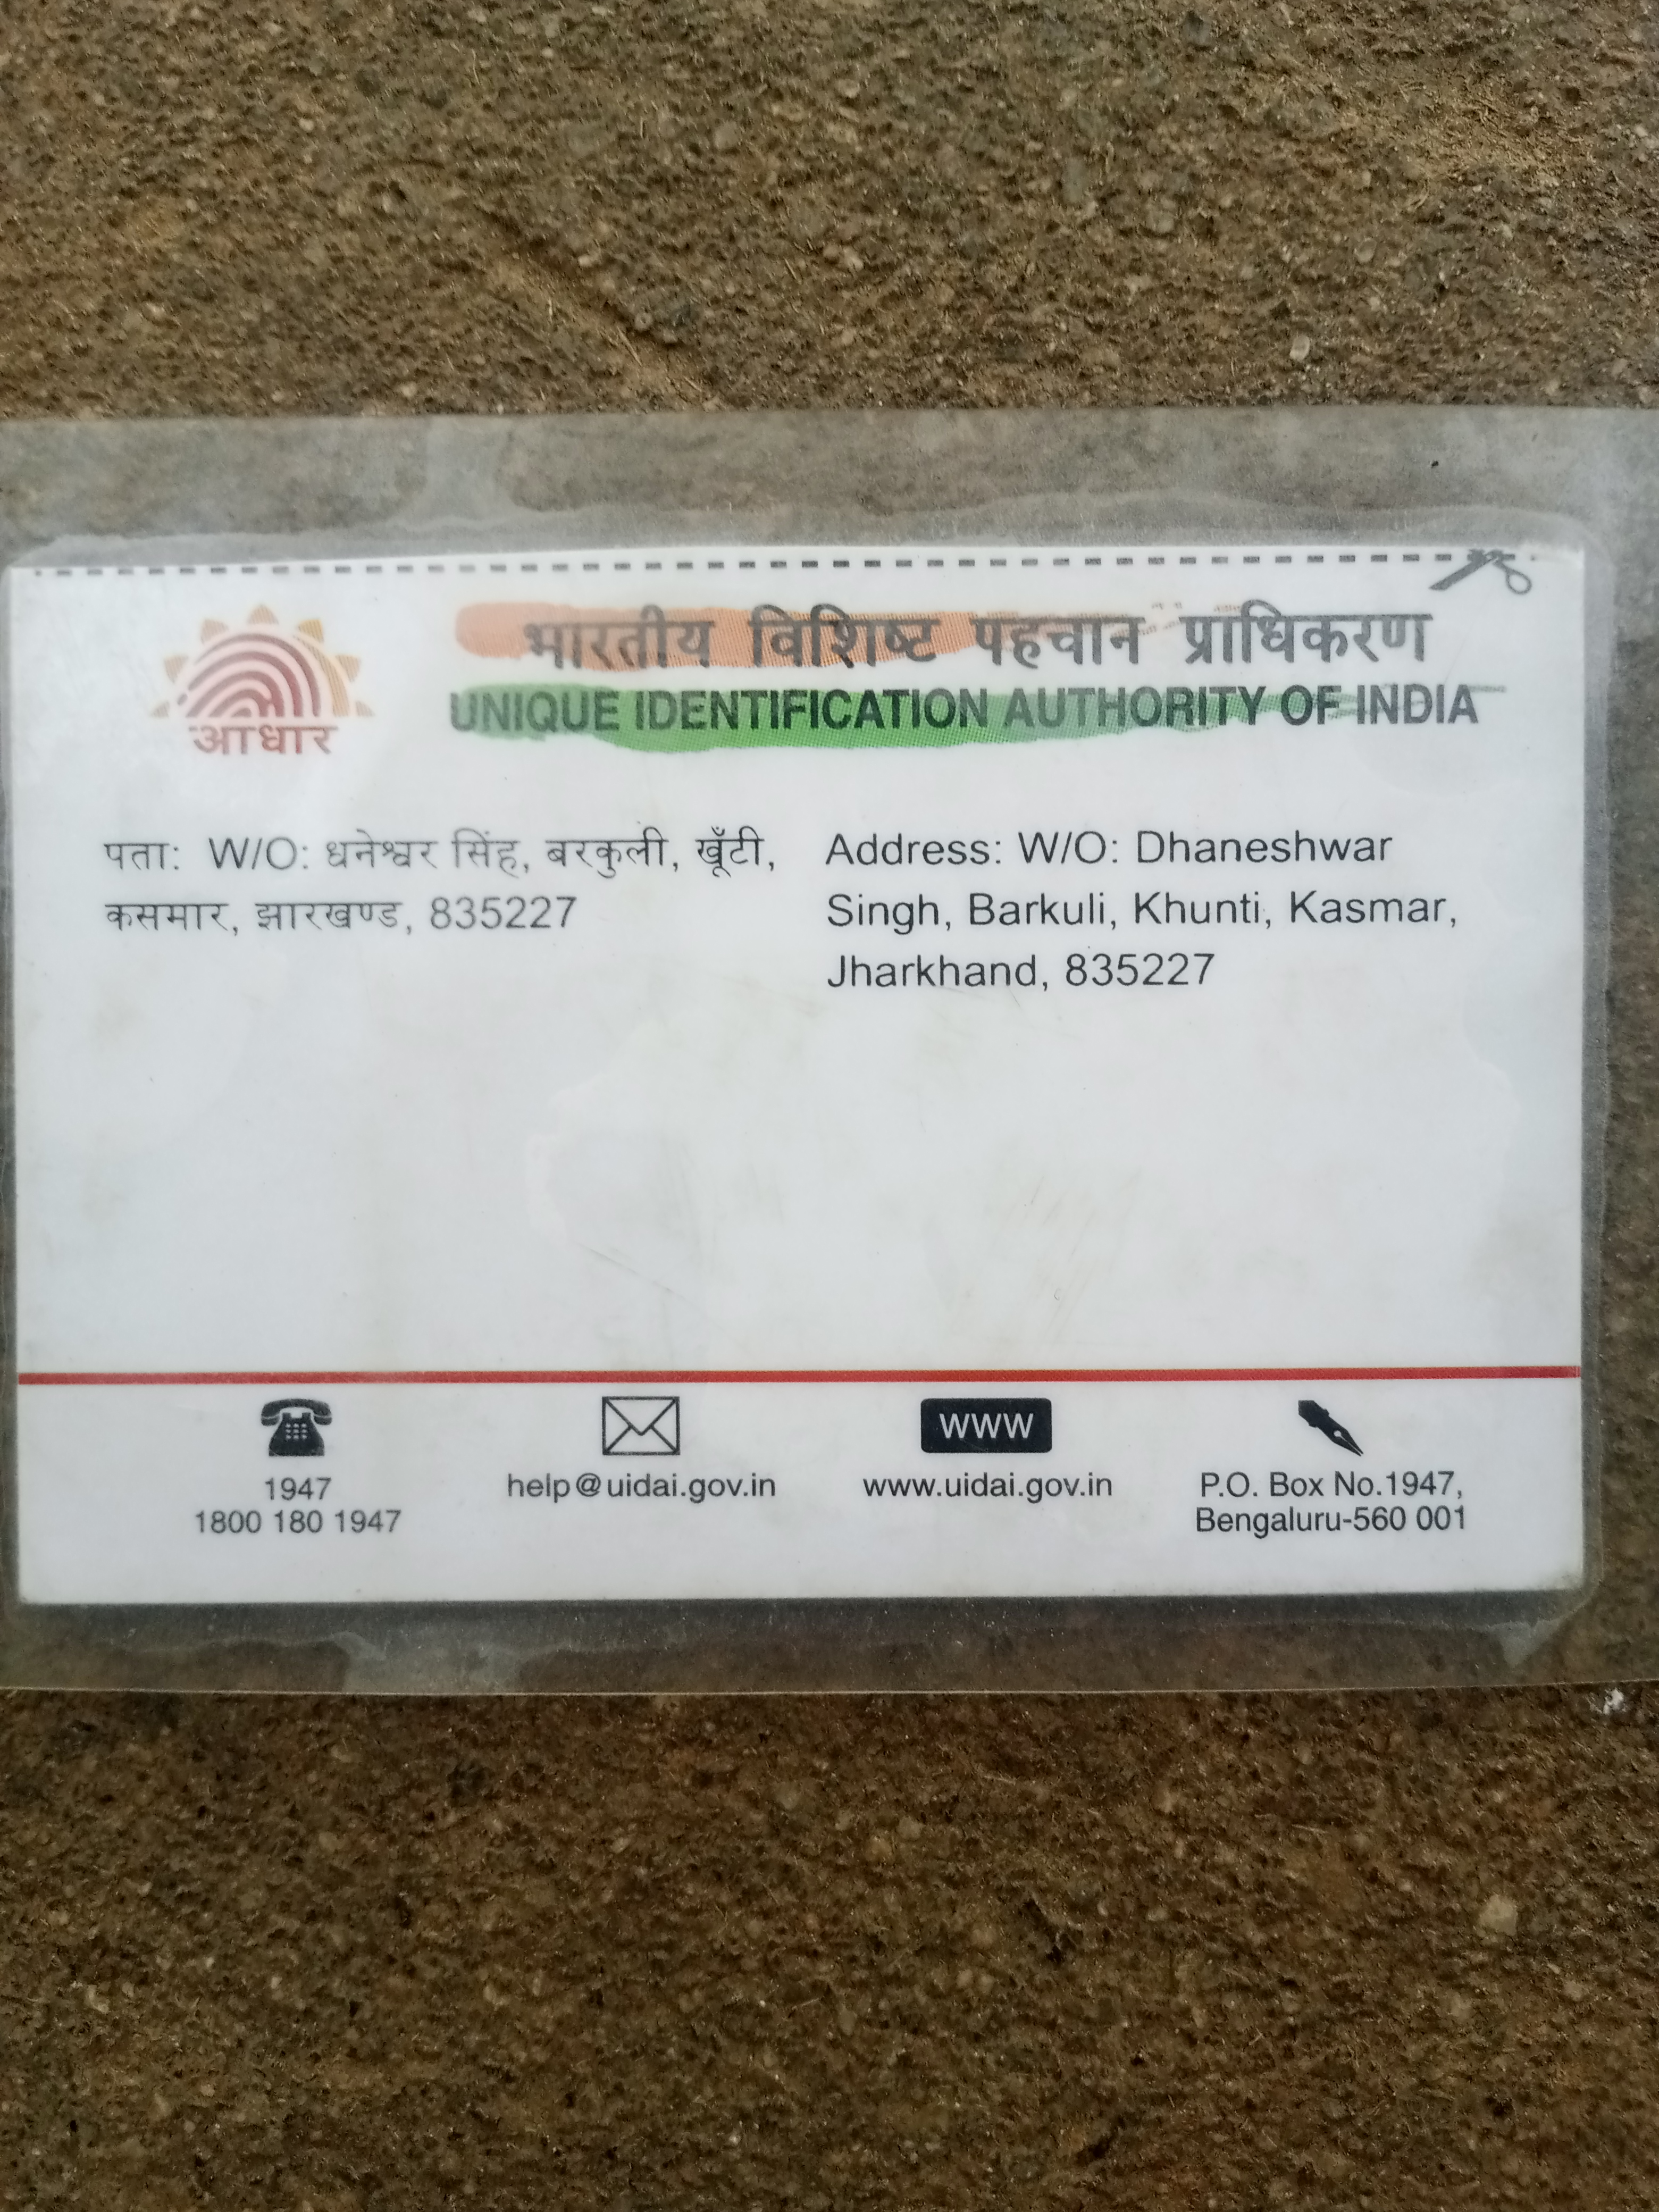 भारतीय विशिष्ट पहचान प्राधिकरण
UNIQUE IDENTIFICATION AUTHORITY OF INDIA
आधार
पता: W/O: धनेश्वर सिंह, बरकुली, खूँटी,
कसमार, झारखण्ड, 835227
Address: W/O: Dhaneshwar
Singh, Barkuli, Khunti, Kasmar,
Jharkhand, 835227
1947
1800 180 1947
help@uidai.gov.in
www
www.uidai.gov.in
P.O. Box No.1947,
Bengaluru-560 001